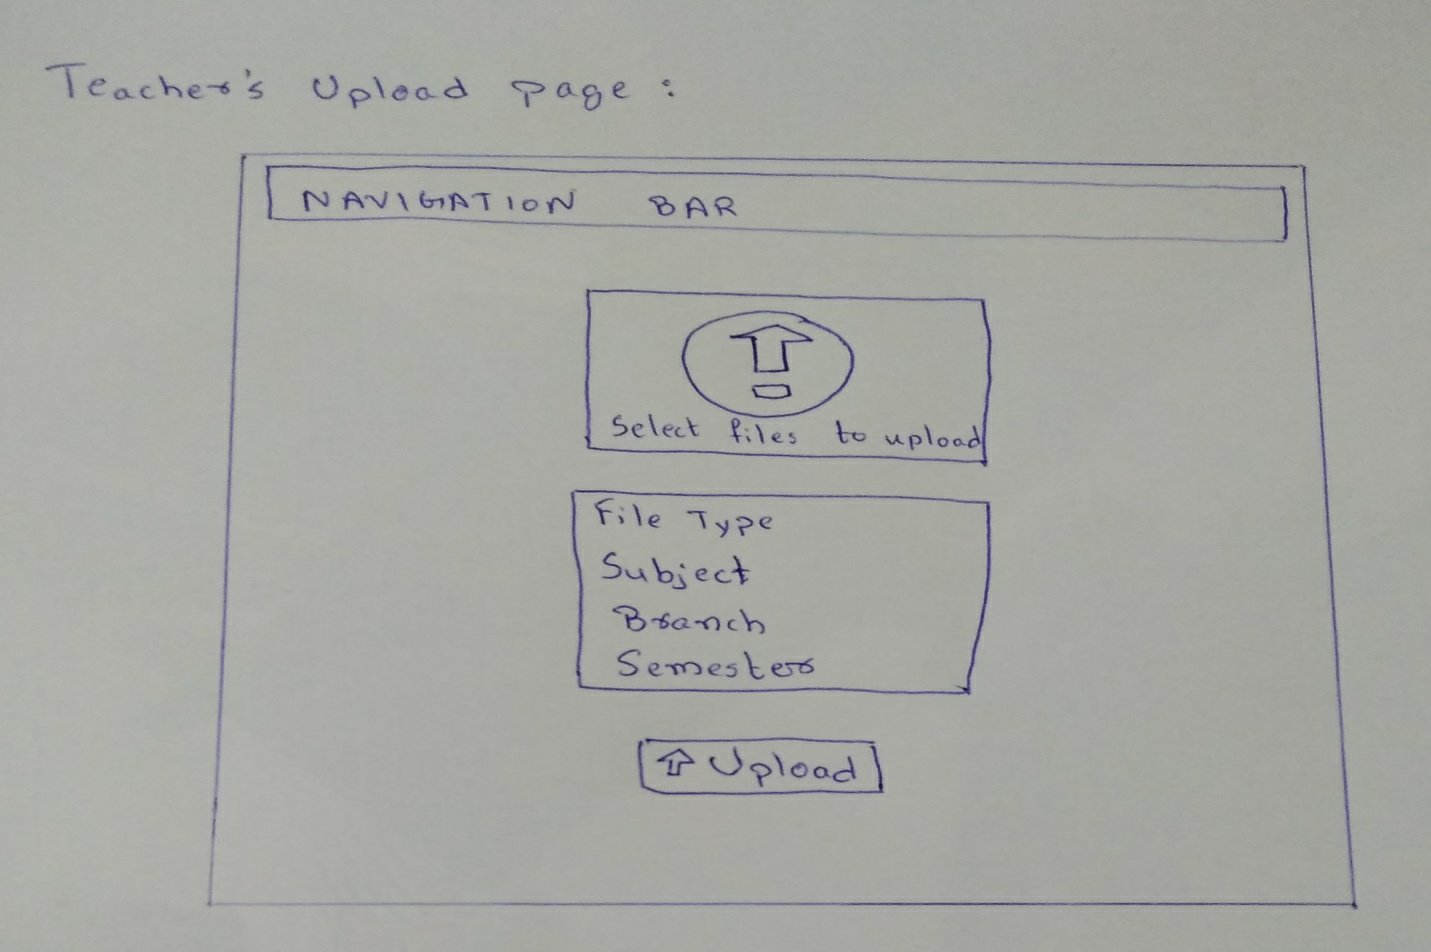 Teacher's Upload page :
NAVIGATION BAR
Select files to upload
File Type
Subject
Branch
Semester
Upload